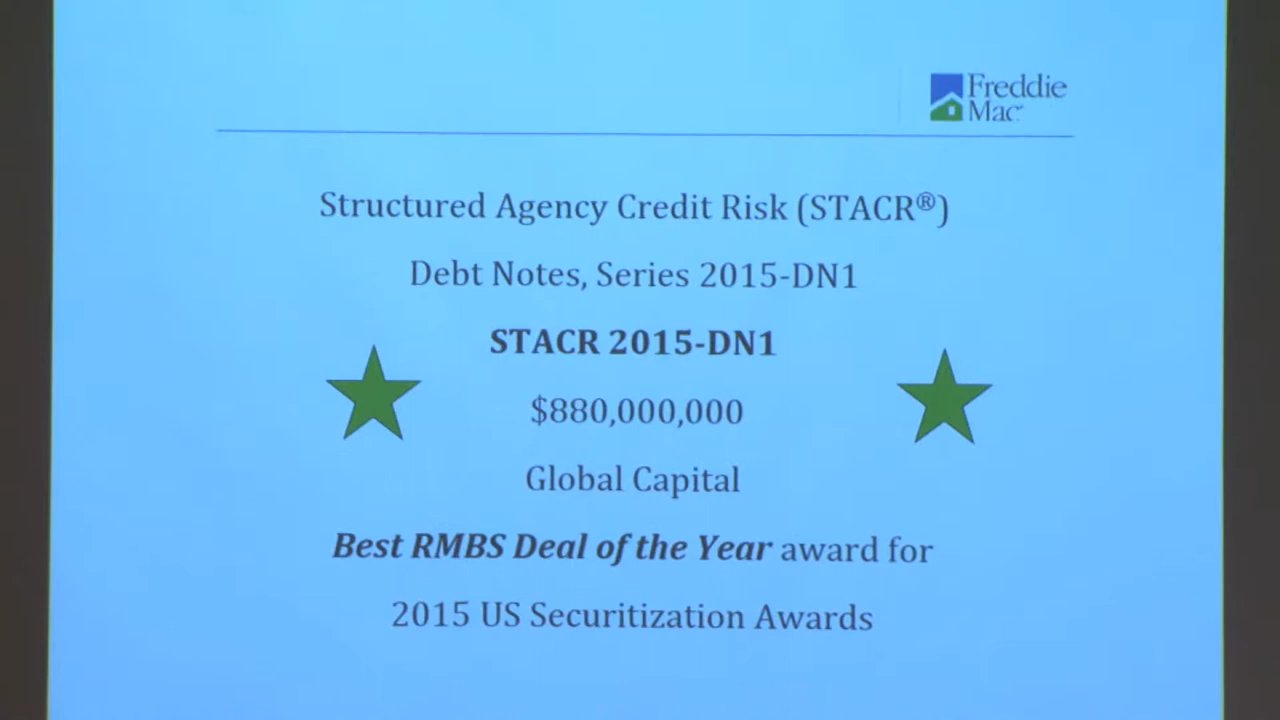 Freddie
Mac
Structured Agency Credit Risk (STACR®)
Debt Notes, Series 2015-DN1
STACR 2015-DN1
$880,000,000
Global Capital
Best RMBS Deal of the Year award for
2015 US Securitization Awards